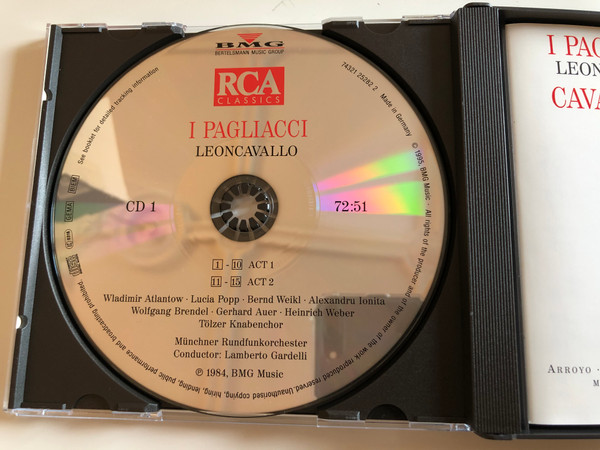 BMG
BERTELSMANN MUSIC GROUP
RCA
CLASSICS
I PAGLIACCI
LEONCAVALLO
CD 1
72:51
1 - 10 ACT 1
11 - 15 ACT 2
Wladimir Atlantow · Lucia Popp · Bernd Weikl · Alexandru Ionita
Wolfgang Brendel · Gerhard Auer · Heinrich Weber
Tölzer Knabenchor
Münchner Rundfunkorchester
Conductor: Lamberto Gardelli
℗ 1984, BMG Music
See booklet for detailed tracking information
74321 25282 2
Made in Germany
© 1995, BMG Music · All rights of the producer and of the owner of the work reproduced reserved. Unauthorised copying, hiring, lending, public performance and broadcasting prohibited.
GEMA
BIEM
I PAG
LEON
CAVA
ARROYO ·
M